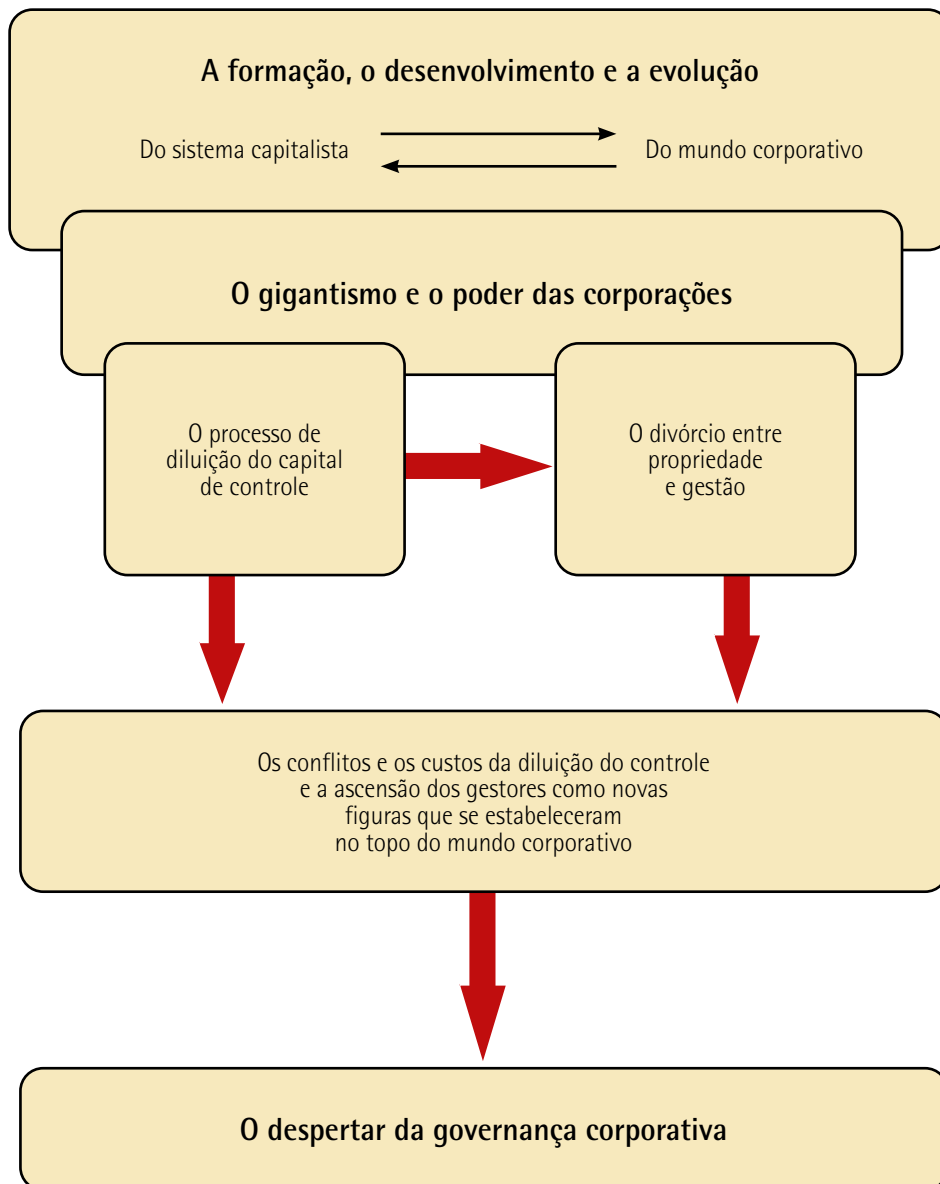 A formação, o desenvolvimento e a evolução
Do sistema capitalista
Do mundo corporativo
O gigantismo e o poder das corporações
O processo de
diluição do capital
de controle
O divórcio entre
propriedade
e gestão
Os conflitos e os custos da diluição do controle
e a ascensão dos gestores como novas
figuras que se estabeleceram
no topo do mundo corporativo
O despertar da governança corporativa